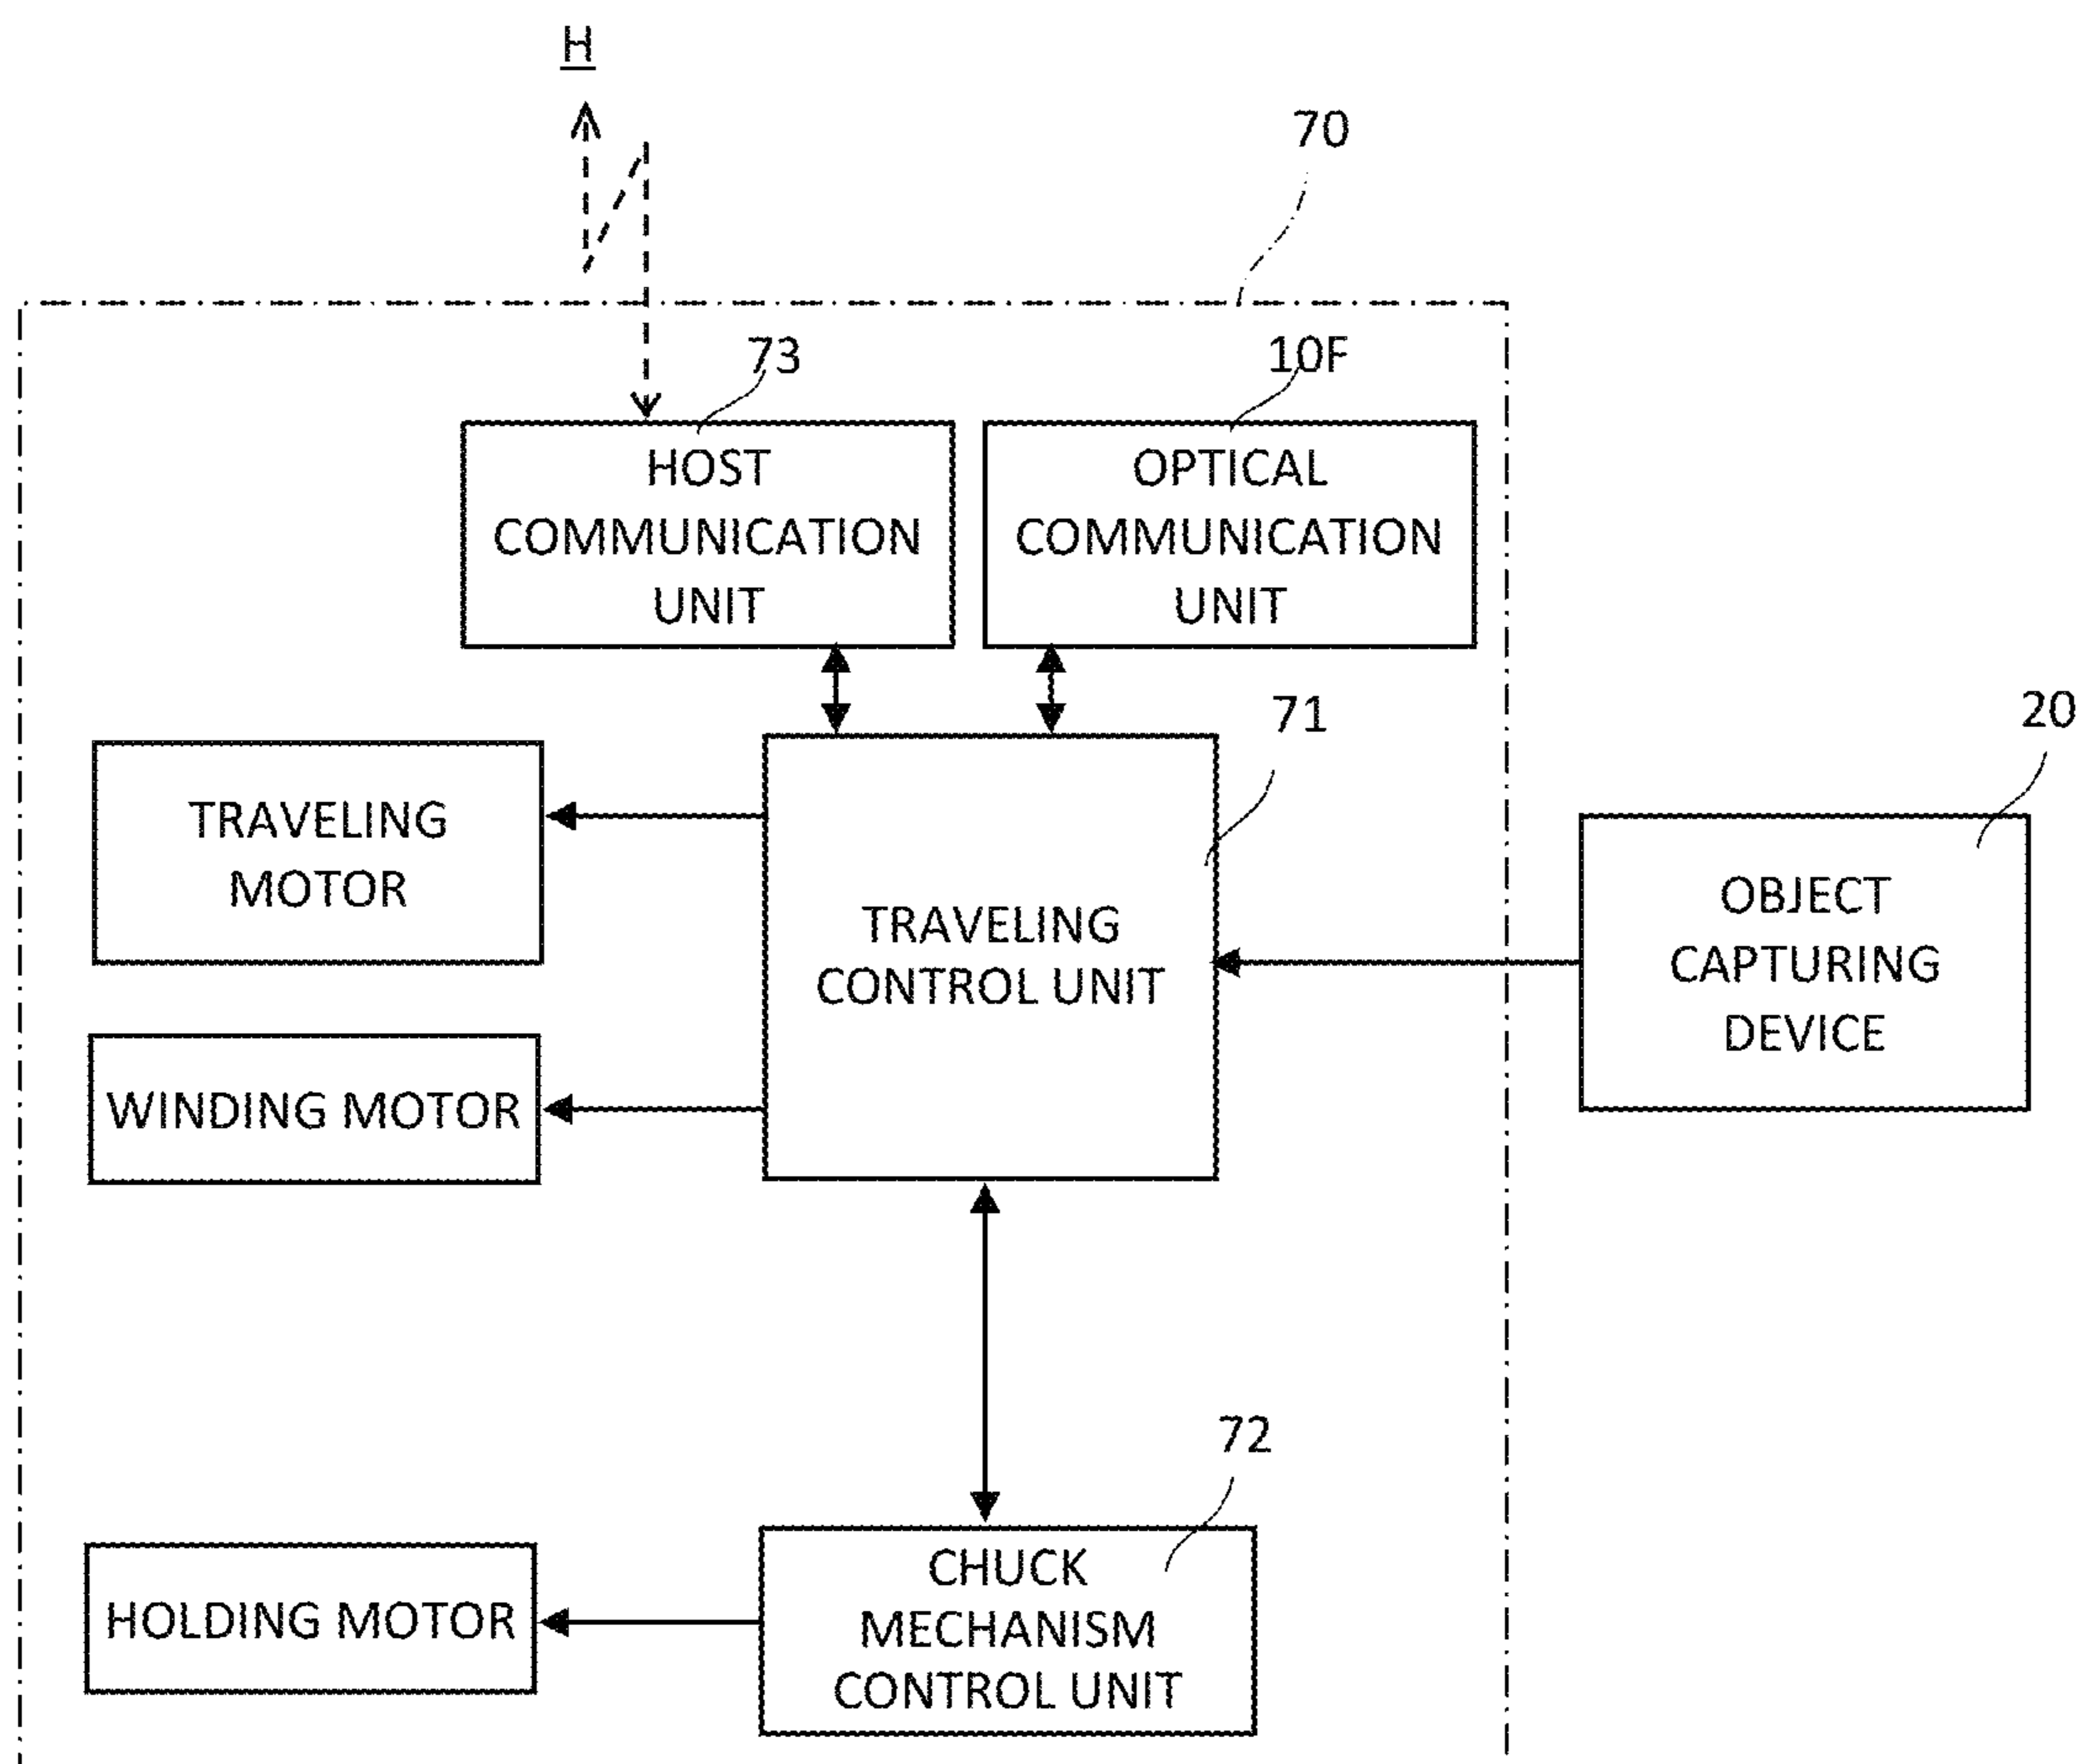 H
70
73
10F
HOST
COMMUNICATION
UNIT
OPTICAL
COMMUNICATION
UNIT
71
20
TRAVELING
MOTOR
TRAVELING
CONTROL UNIT
OBJECT
CAPTURING
DEVICE
WINDING MOTOR
72
HOLDING MOTOR
CHUCK
MECHANISM
CONTROL UNIT